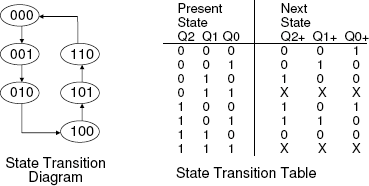 000
001
110
010
101
100
State Transition
Diagram
Present Next
State State
Q2 Q1 Q0 Q2+ Q1+ Q0+
0 0 0 0 0 1
0 0 1 0 1 0
0 1 0 1 0 0
0 1 1 X X X
1 0 0 1 0 1
1 0 1 1 1 0
1 1 0 0 0 0
1 1 1 X X X
State Transition Table